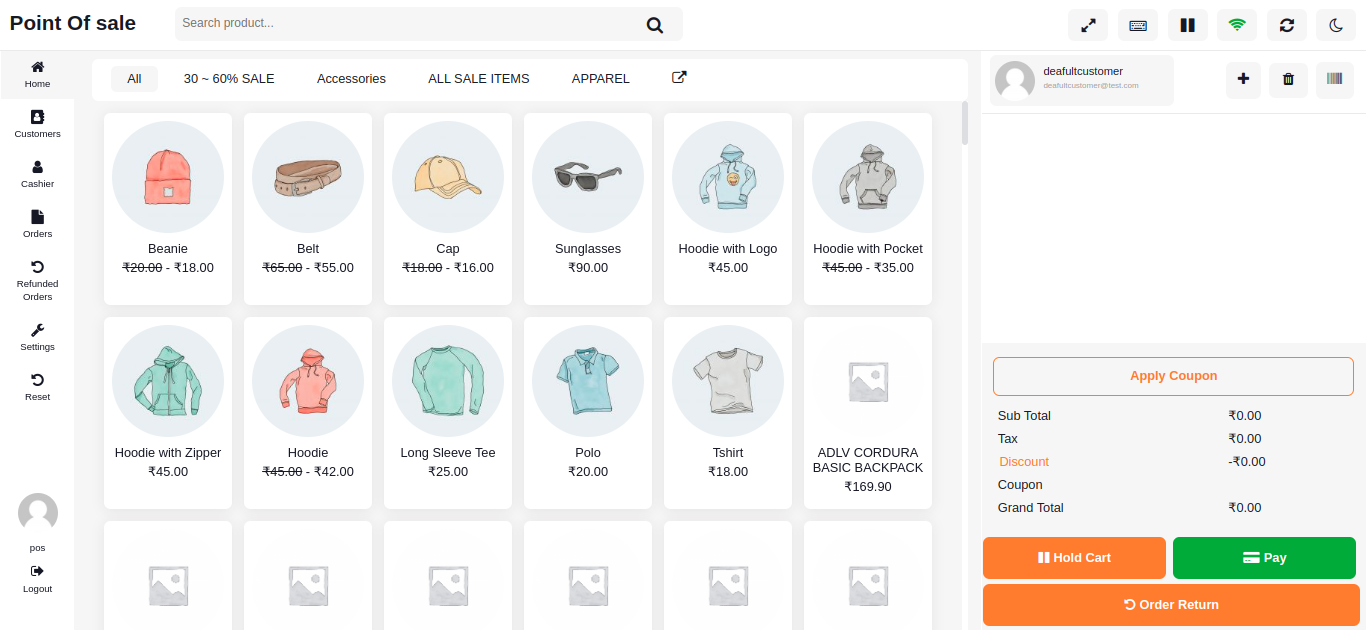 Point Of sale
Search product...
Home
Customers
Cashier
Orders
Refunded
Orders
Settings
Reset
pos
Logout
All
30 ~ 60% SALE
Accessories
ALL SALE ITEMS
APPAREL
Beanie
₹20.00 - ₹18.00
Belt
₹65.00 - ₹55.00
Cap
₹18.00 - ₹16.00
Sunglasses
₹90.00
Hoodie with Logo
₹45.00
Hoodie with Pocket
₹45.00 - ₹35.00
Hoodie with Zipper
₹45.00
Hoodie
₹45.00 - ₹42.00
Long Sleeve Tee
₹25.00
Polo
₹20.00
Tshirt
₹18.00
ADLV CORDURA
BASIC BACKPACK
₹169.90
deafultcustomer
deafultcustomer@test.com
Apply Coupon
Sub Total ₹0.00
Tax ₹0.00
Discount -₹0.00
Coupon
Grand Total ₹0.00
Hold Cart
Pay
Order Return